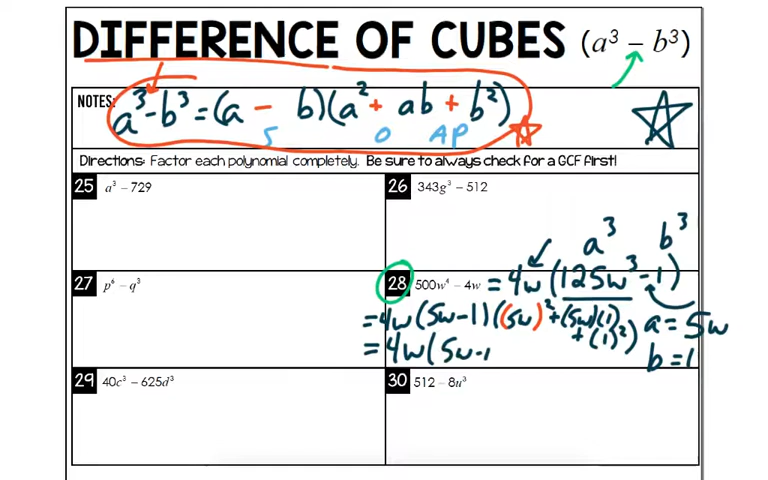 DIFFERENCE OF CUBES (a³ – b³)
NOTES: a³-b³ = (a - b)(a² + ab + b²)
S O AP
Directions: Factor each polynomial completely. Be sure to always check for a GCF first!
25 a³ – 729
26 343g³ – 512
a³ b³
27 p⁶ – q³
28 500w⁴ – 4w = 4w(125w³ - 1)
= 4w(5w-1)((5w)² + (5w)(1) + (1)²)
a = 5w
= 4w(5w-1
b = 1
29 40c³ – 625d³
30 512 – 8u³